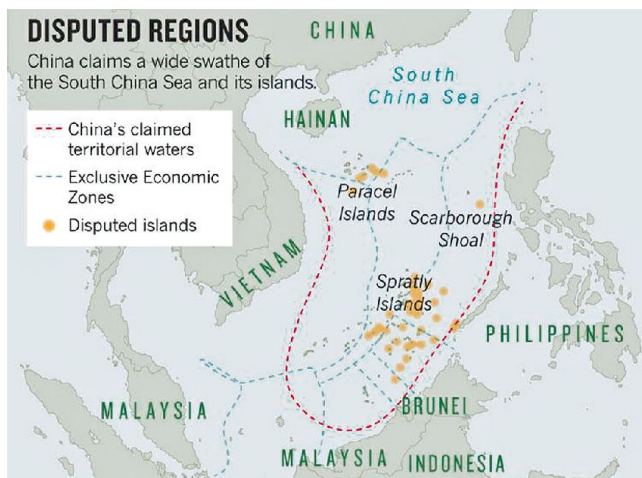 DISPUTED REGIONS
China claims a wide swathe of
the South China Sea and its islands.
China's claimed
territorial waters
Exclusive Economic
Zones
Disputed islands
CHINA
South
China Sea
HAINAN
Paracel
Islands
Scarborough
Shoal
VIETNAM
Spratly
Islands
PHILIPPINES
MALAYSIA
BRUNEI
MALAYSIA
INDONESIA